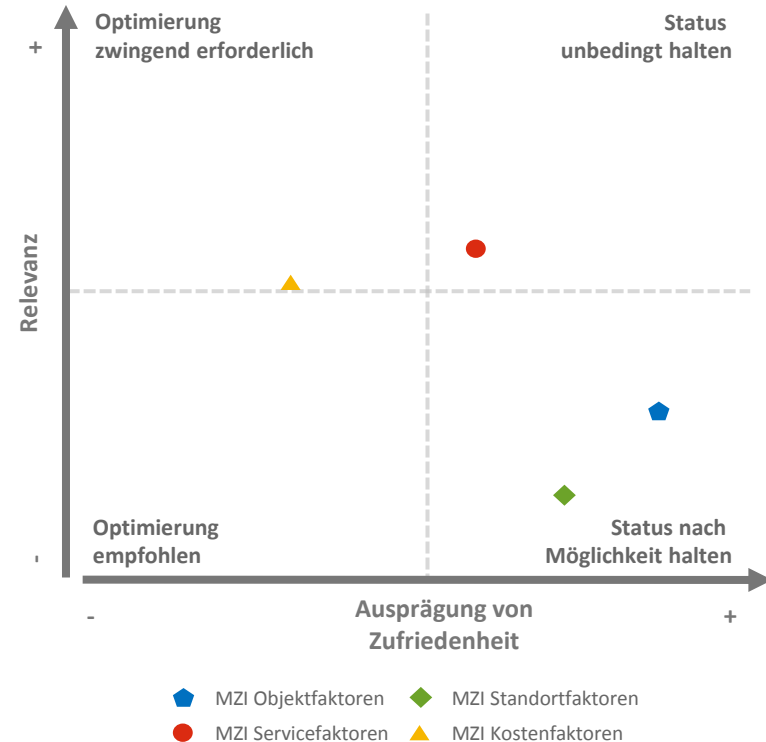 Optimierung
zwingend erforderlich
Status
unbedingt halten
+
Relevanz
-
Optimierung
empfohlen
Status nach
Möglichkeit halten
-
Ausprägung von
Zufriedenheit
+
MZI Objektfaktoren
MZI Standortfaktoren
MZI Servicefaktoren
MZI Kostenfaktoren